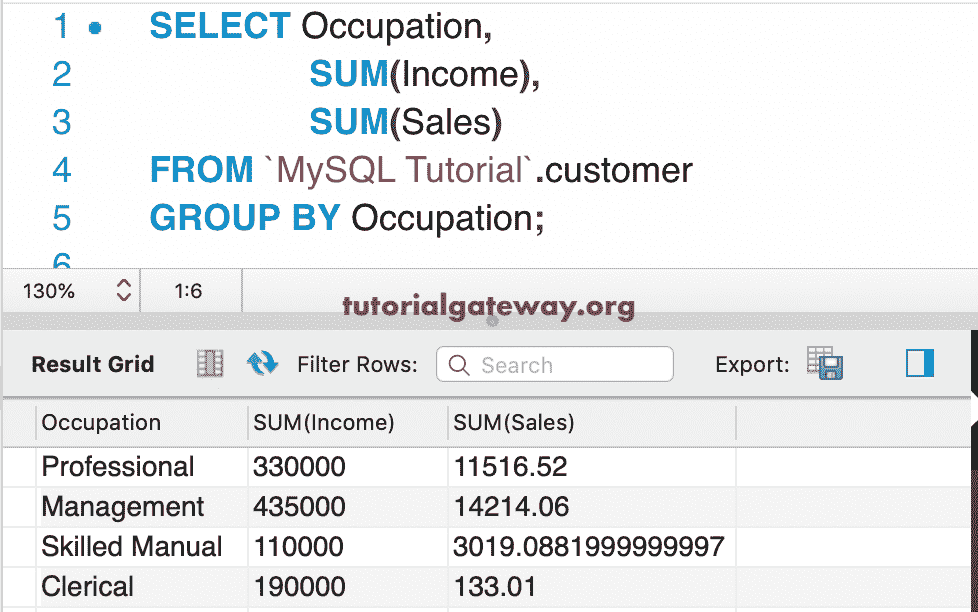 1 SELECT Occupation,
2 SUM(Income),
3 SUM(Sales)
4 FROM `MySQL Tutorial`.customer
5 GROUP BY Occupation;
6
130% 1:6
tutorialgateway.org
Result Grid Filter Rows: Search Export:
Occupation SUM(Income) SUM(Sales)
Professional 330000 11516.52
Management 435000 14214.06
Skilled Manual 110000 3019.0881999999997
Clerical 190000 133.01